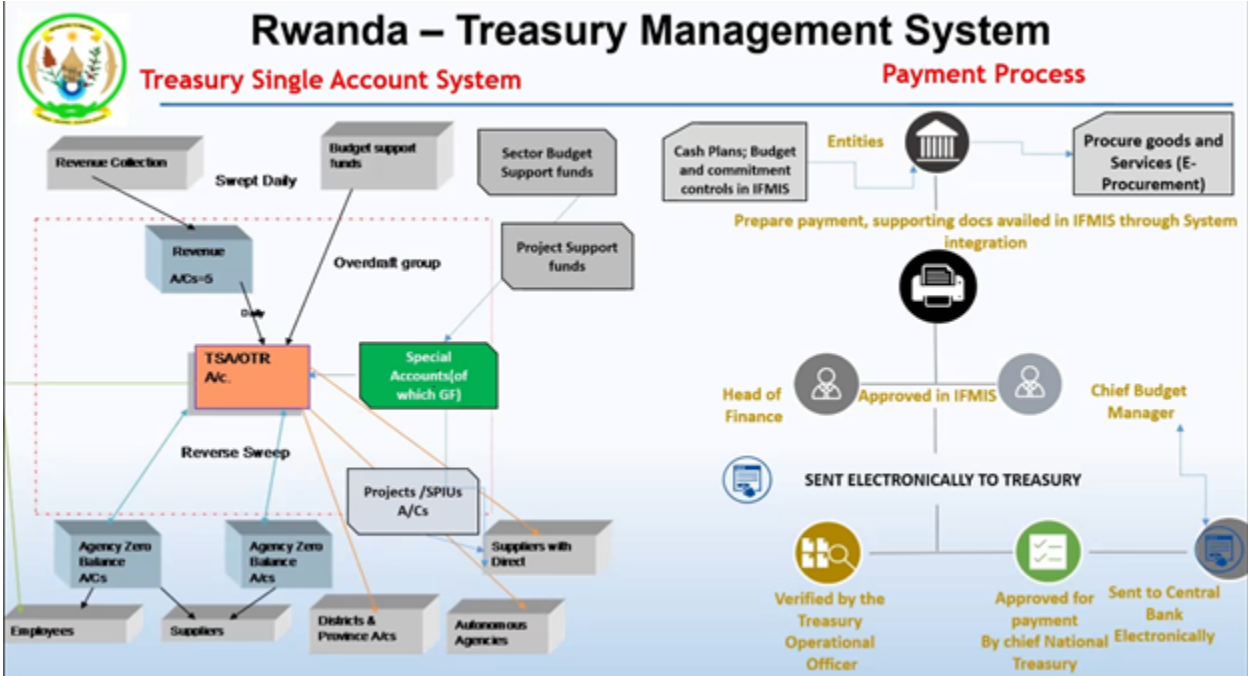 Rwanda – Treasury Management System
Treasury Single Account System
Payment Process
Revenue Collection
Swept Daily
Budget support
funds
Sector Budget
Support funds
Revenue
A/Cs=5
Overdraft group
Project Support
funds
Daily
TSA/OTR
A/c.
Special
Accounts(of
which GF)
Reverse Sweep
Projects /SPIUs
A/Cs
Agency Zero
Balance
A/Cs
Agency Zero
Balance
A/cs
Suppliers with
Direct
Employees
Suppliers
Districts &
Province A/cs
Autonomous
Agencies
Cash Plans; Budget
and commitment
controls in IFMIS
Entities
Procure goods and
Services (E-
Procurement)
Prepare payment, supporting docs availed in IFMIS through System
integration
Head of
Finance
Approved in IFMIS
Chief Budget
Manager
SENT ELECTRONICALLY TO TREASURY
Verified by the
Treasury
Operational
Officer
Approved for
payment
By chief National
Treasury
Sent to Central
Bank
Electronically